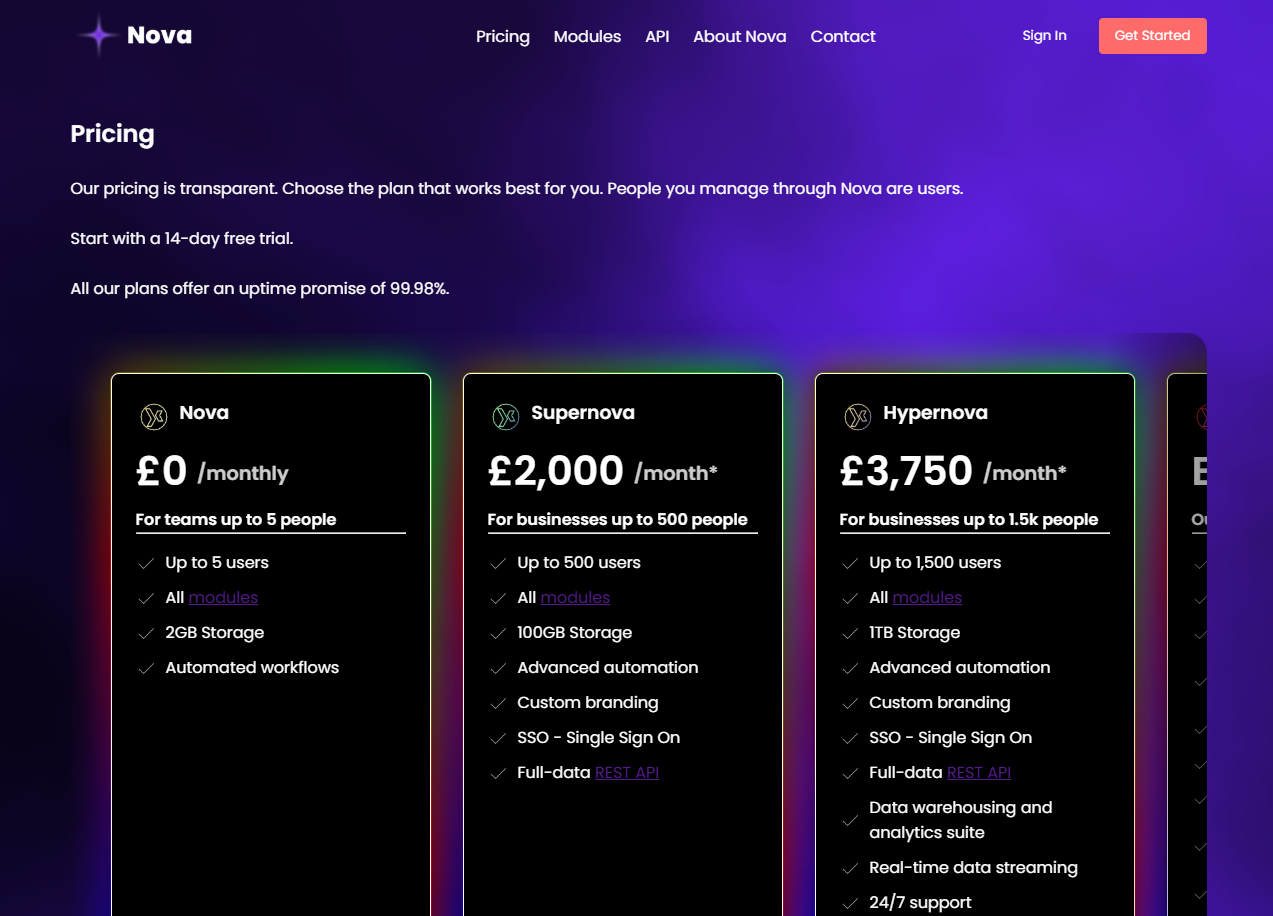 Nova
Pricing Modules API About Nova Contact
Sign In
Get Started
Pricing
Our pricing is transparent. Choose the plan that works best for you. People you manage through Nova are users.
Start with a 14-day free trial.
All our plans offer an uptime promise of 99.98%.
Nova
£0 /monthly
For teams up to 5 people
Up to 5 users
All modules
2GB Storage
Automated workflows
Supernova
£2,000 /month*
For businesses up to 500 people
Up to 500 users
All modules
100GB Storage
Advanced automation
Custom branding
SSO - Single Sign On
Full-data REST API
Hypernova
£3,750 /month*
For businesses up to 1.5k people
Up to 1,500 users
All modules
1TB Storage
Advanced automation
Custom branding
SSO - Single Sign On
Full-data REST API
Data warehousing and
analytics suite
Real-time data streaming
24/7 support